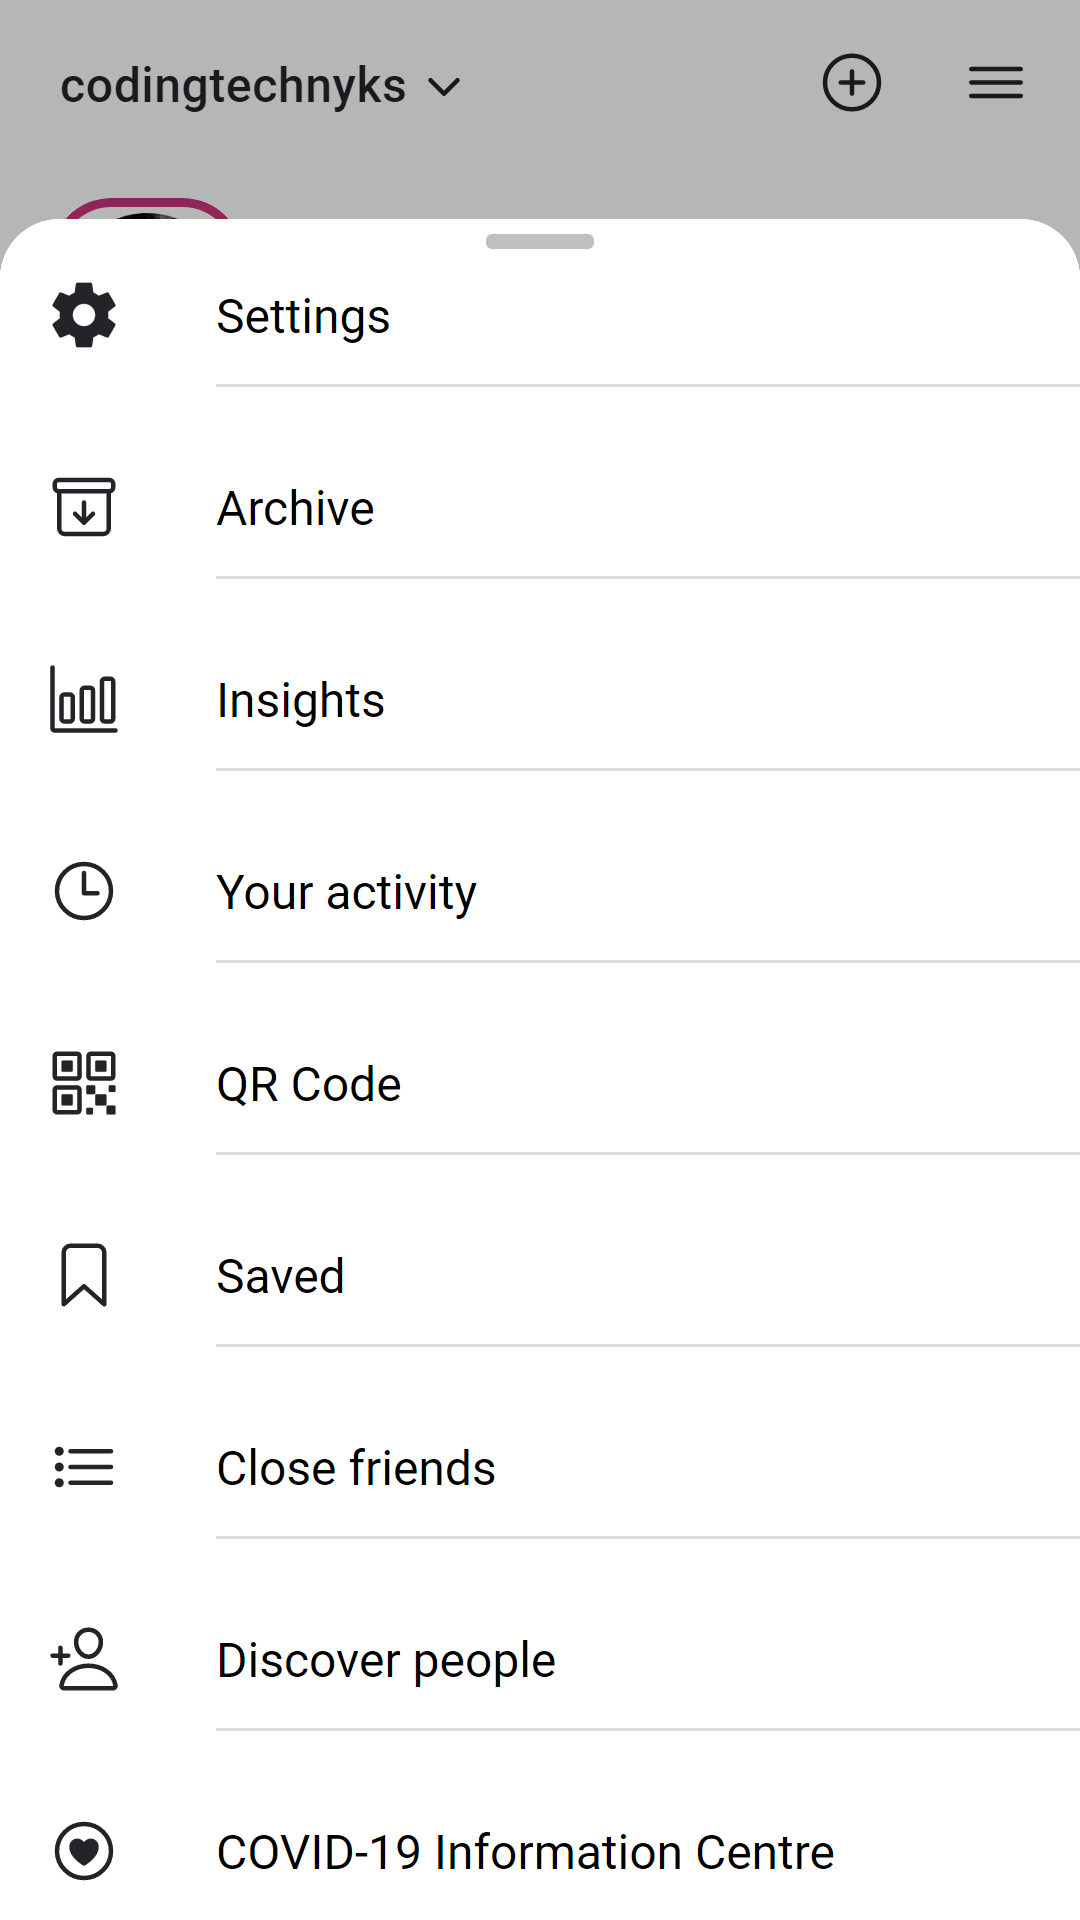 codingtechnyks
Settings
Archive
Insights
Your activity
QR Code
Saved
Close friends
Discover people
COVID-19 Information Centre